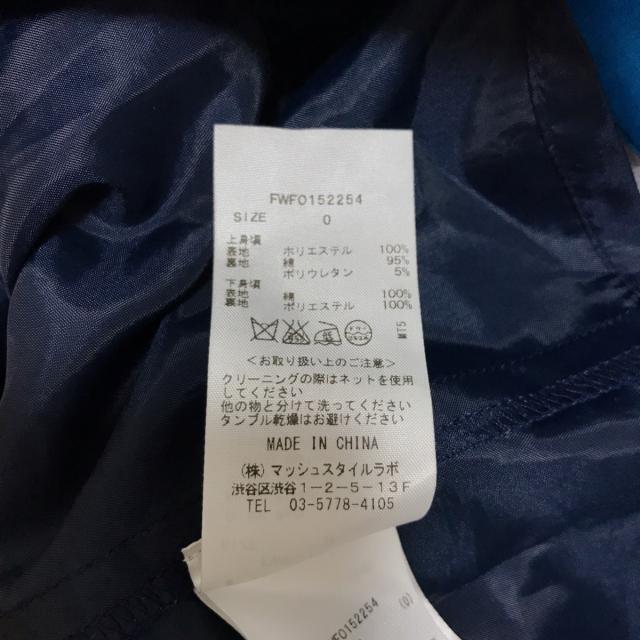 FWFO152254
SIZE 0
上身頃
表地 ポリエステル 100%
裏地 綿 95%
ポリウレタン 5%
下身頃
表地 綿 100%
裏地 ポリエステル 100%
<お取り扱い上のご注意>
クリーニングの際はネットを使用
してください
他の物と分けて洗ってください
タンブル乾燥はお避けください
MADE IN CHINA
(株)マッシュスタイルラボ
渋谷区渋谷1-2-5-13F
TEL 03-5778-4105
FWFO152254 (0)